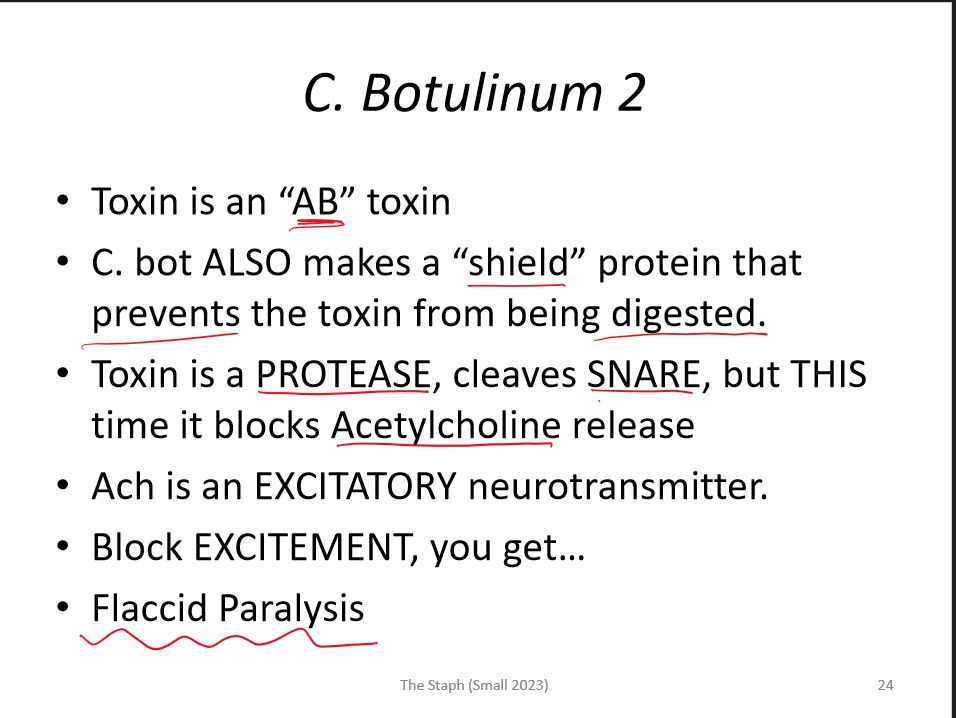 C. Botulinum 2
• Toxin is an “AB” toxin
• C. bot ALSO makes a “shield” protein that
prevents the toxin from being digested.
• Toxin is a PROTEASE, cleaves SNARE, but THIS
time it blocks Acetylcholine release
• Ach is an EXCITATORY neurotransmitter.
• Block EXCITEMENT, you get…
• Flaccid Paralysis
The Staph (Small 2023)
24